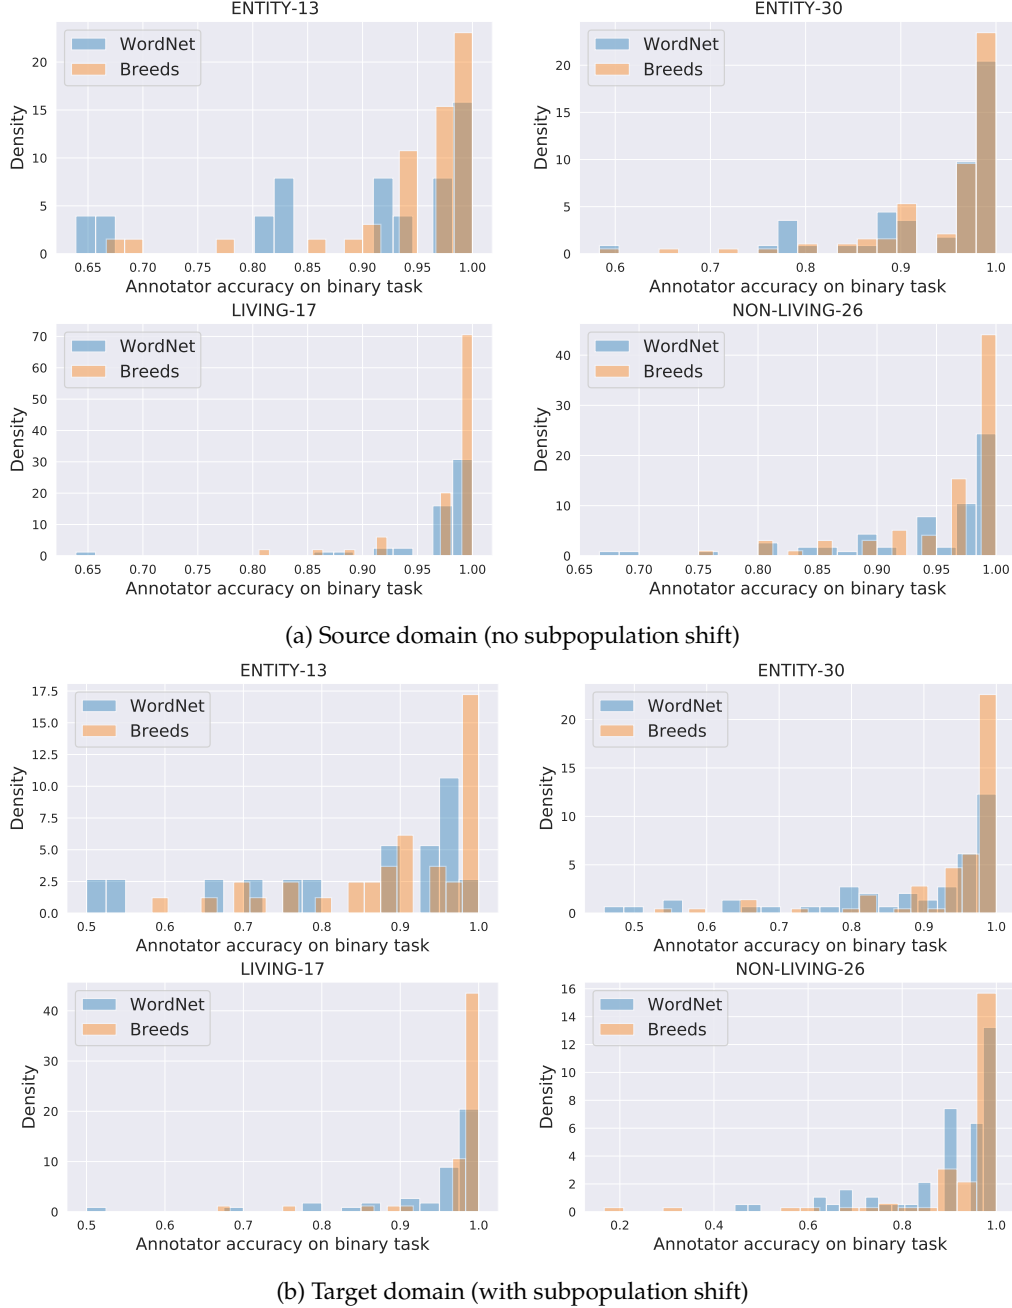 ENTITY-13
WordNet
Breeds
Density
20
15
10
5
0
0.65 0.70 0.75 0.80 0.85 0.90 0.95 1.00
Annotator accuracy on binary task
ENTITY-30
WordNet
Breeds
Density
20
15
10
5
0
0.6 0.7 0.8 0.9 1.0
Annotator accuracy on binary task
LIVING-17
WordNet
Breeds
Density
70
60
50
40
30
20
10
0
0.65 0.70 0.75 0.80 0.85 0.90 0.95 1.00
Annotator accuracy on binary task
NON-LIVING-26
WordNet
Breeds
Density
40
30
20
10
0
0.65 0.70 0.75 0.80 0.85 0.90 0.95 1.00
Annotator accuracy on binary task
(a) Source domain (no subpopulation shift)
ENTITY-13
WordNet
Breeds
Density
17.5
15.0
12.5
10.0
7.5
5.0
2.5
0.0
0.5 0.6 0.7 0.8 0.9 1.0
Annotator accuracy on binary task
ENTITY-30
WordNet
Breeds
Density
20
15
10
5
0
0.5 0.6 0.7 0.8 0.9 1.0
Annotator accuracy on binary task
LIVING-17
WordNet
Breeds
Density
40
30
20
10
0
0.5 0.6 0.7 0.8 0.9 1.0
Annotator accuracy on binary task
NON-LIVING-26
WordNet
Breeds
Density
16
14
12
10
8
6
4
2
0
0.2 0.4 0.6 0.8 1.0
Annotator accuracy on binary task
(b) Target domain (with subpopulation shift)